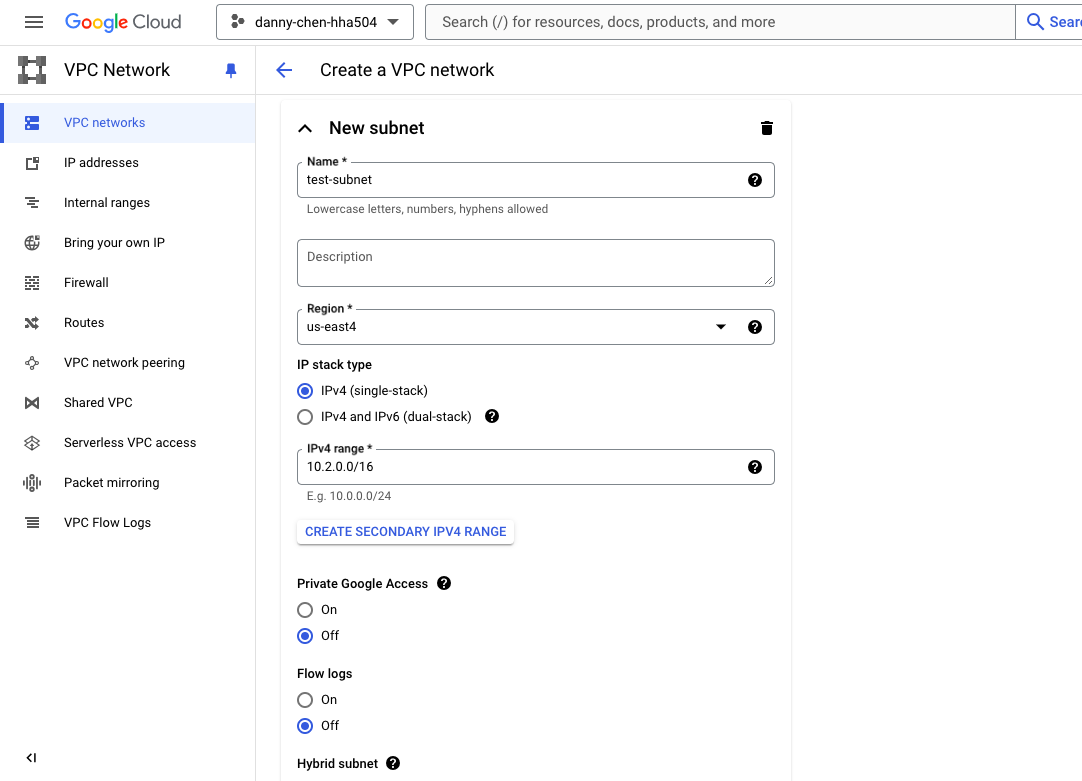 Google Cloud
danny-chen-hha504
Search (/) for resources, docs, products, and more
VPC Network
Create a VPC network
VPC networks
IP addresses
Internal ranges
Bring your own IP
Firewall
Routes
VPC network peering
Shared VPC
Serverless VPC access
Packet mirroring
VPC Flow Logs
New subnet
Name *
test-subnet
Lowercase letters, numbers, hyphens allowed
Description
Region *
us-east4
IP stack type
IPv4 (single-stack)
IPv4 and IPv6 (dual-stack)
IPv4 range *
10.2.0.0/16
E.g. 10.0.0.0/24
CREATE SECONDARY IPV4 RANGE
Private Google Access
On
Off
Flow logs
On
Off
Hybrid subnet